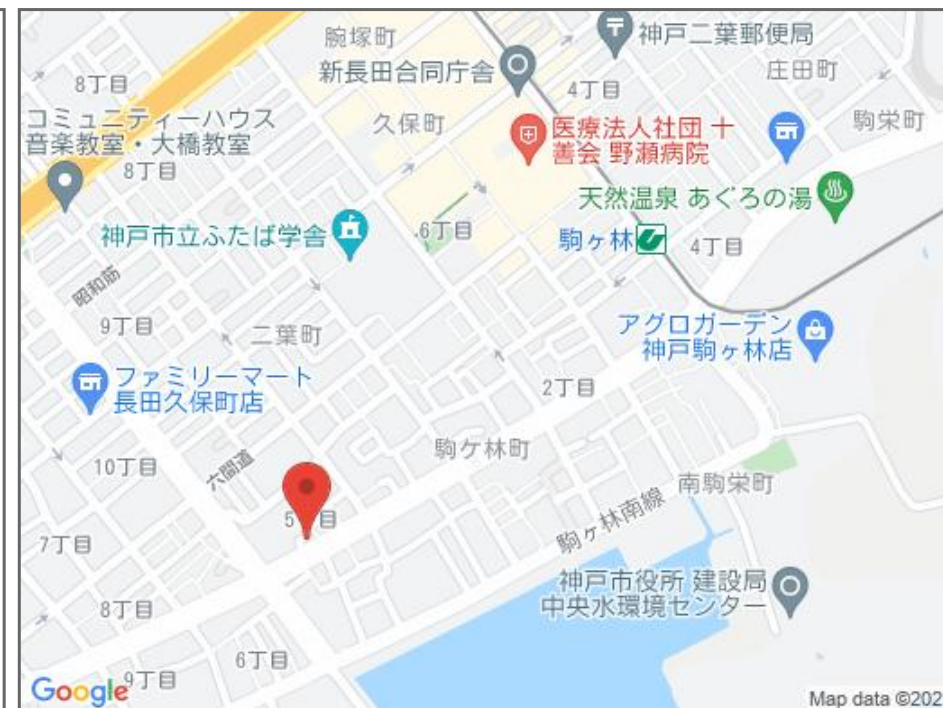 腕塚町
神戸二葉郵便局
新長田合同庁舎
庄田町
8丁目
4丁目
コミュニティーハウス
音楽教室・大橋教室
久保町
医療法人社団 十
善会 野瀬病院
駒栄町
8丁目
天然温泉 あぐろの湯
神戸市立ふたば学舎
6丁目
駒ヶ林
4丁目
昭和筋
9丁目
二葉町
アグロガーデン
神戸駒ヶ林店
ファミリーマート
長田久保町店
2丁目
駒ケ林町
10丁目
六間道
南駒栄町
5丁目
駒ヶ林南線
7丁目
神戸市役所 建設局
中央水環境センター
8丁目
6丁目
Google
9丁目
Map data ©202